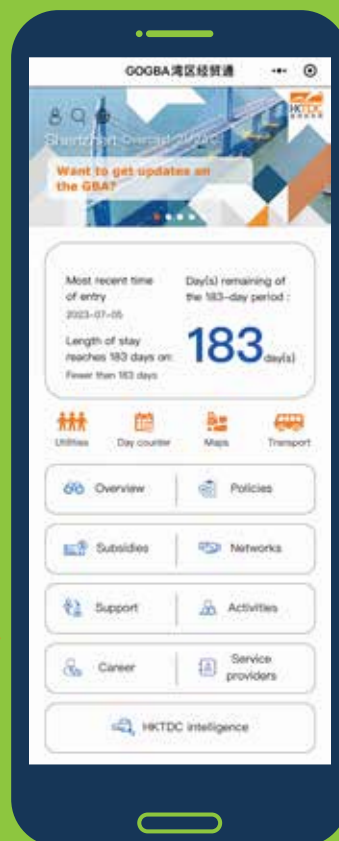 GOGBA湾区经贸通
HKTDC
Want to get updates on
the GBA?
Most recent time
of entry
2023-07-05
Length of stay
reaches 183 days on:
Fewer than 183 days
Day(s) remaining of
the 183-day period :
183 day(s)
Utilities
Day counter
Maps
Transport
Overview
Policies
Subsidies
Networks
Support
Activities
Career
Service
providers
HKTDC intelligence